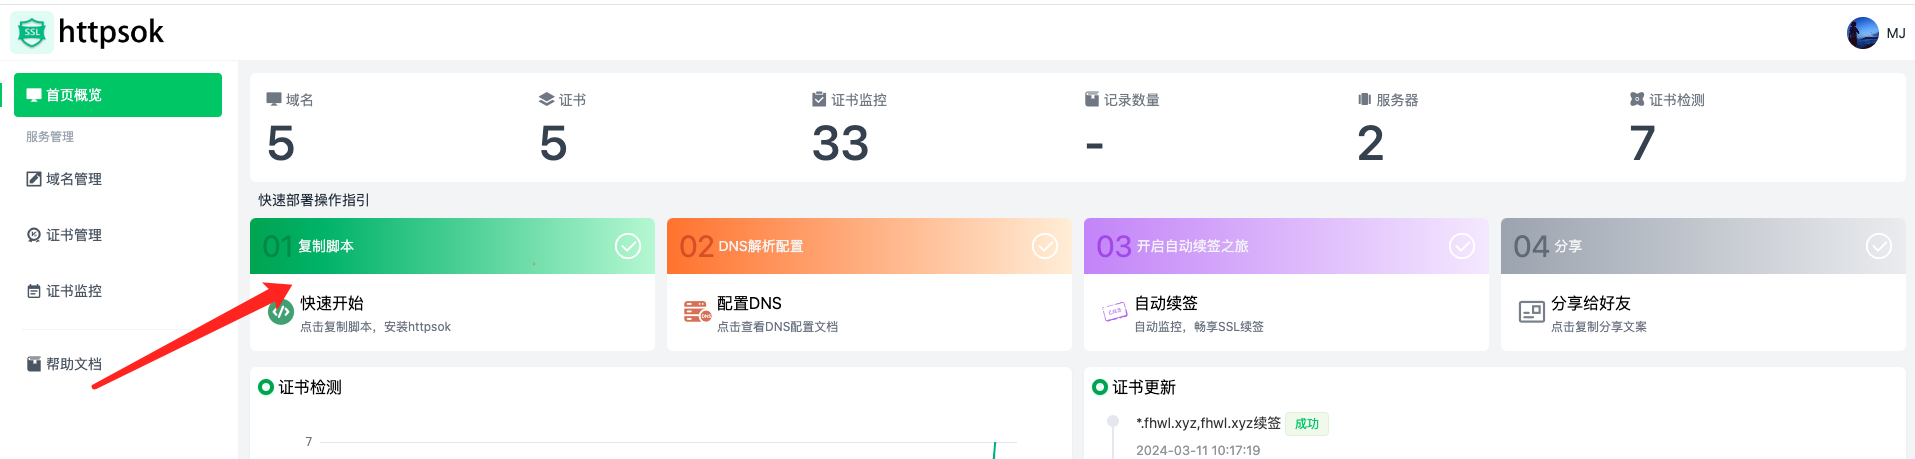 SSL httpsok
MJ
首页概览
服务管理
域名管理
证书管理
证书监控
帮助文档
域名
5
证书
5
证书监控
33
记录数量
-
服务器
2
证书检测
7
快速部署操作指引
01 复制脚本
快速开始
点击复制脚本，安装httpsok
02 DNS解析配置
DNS
配置DNS
点击查看DNS配置文档
03 开启自动续签之旅
自动续签
自动监控，畅享SSL续签
04 分享
分享给好友
点击复制分享文案
证书检测
7
证书更新
*.fhwl.xyz,fhwl.xyz续签 成功
2024-03-11 10:17:19